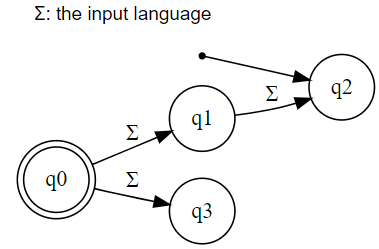 Σ: the input language
Σ
q2
q1
Σ
q0
Σ
q3